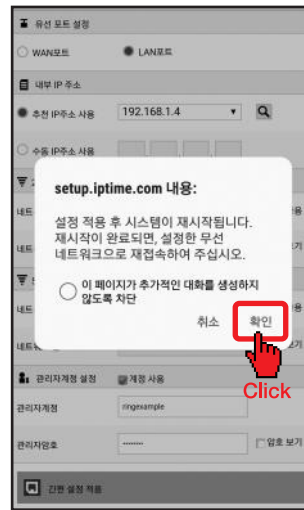 유선 포트 설정
WAN포트 LAN포트
내부 IP 주소
추천 IP주소 사용 192.168.1.4
수동 IP주소 사용
setup.iptime.com 내용:
설정 적용 후 시스템이 재시작됩니다.
재시작이 완료되면, 설정한 무선
네트워크으로 재접속하여 주십시오.
이 페이지가 추가적인 대화를 생성하지
않도록 차단
취소 확인
Click
관리자계정 설정 계정 사용
관리자계정 ringexample
관리자암호 ········ 암호 보기
간편 설정 적용